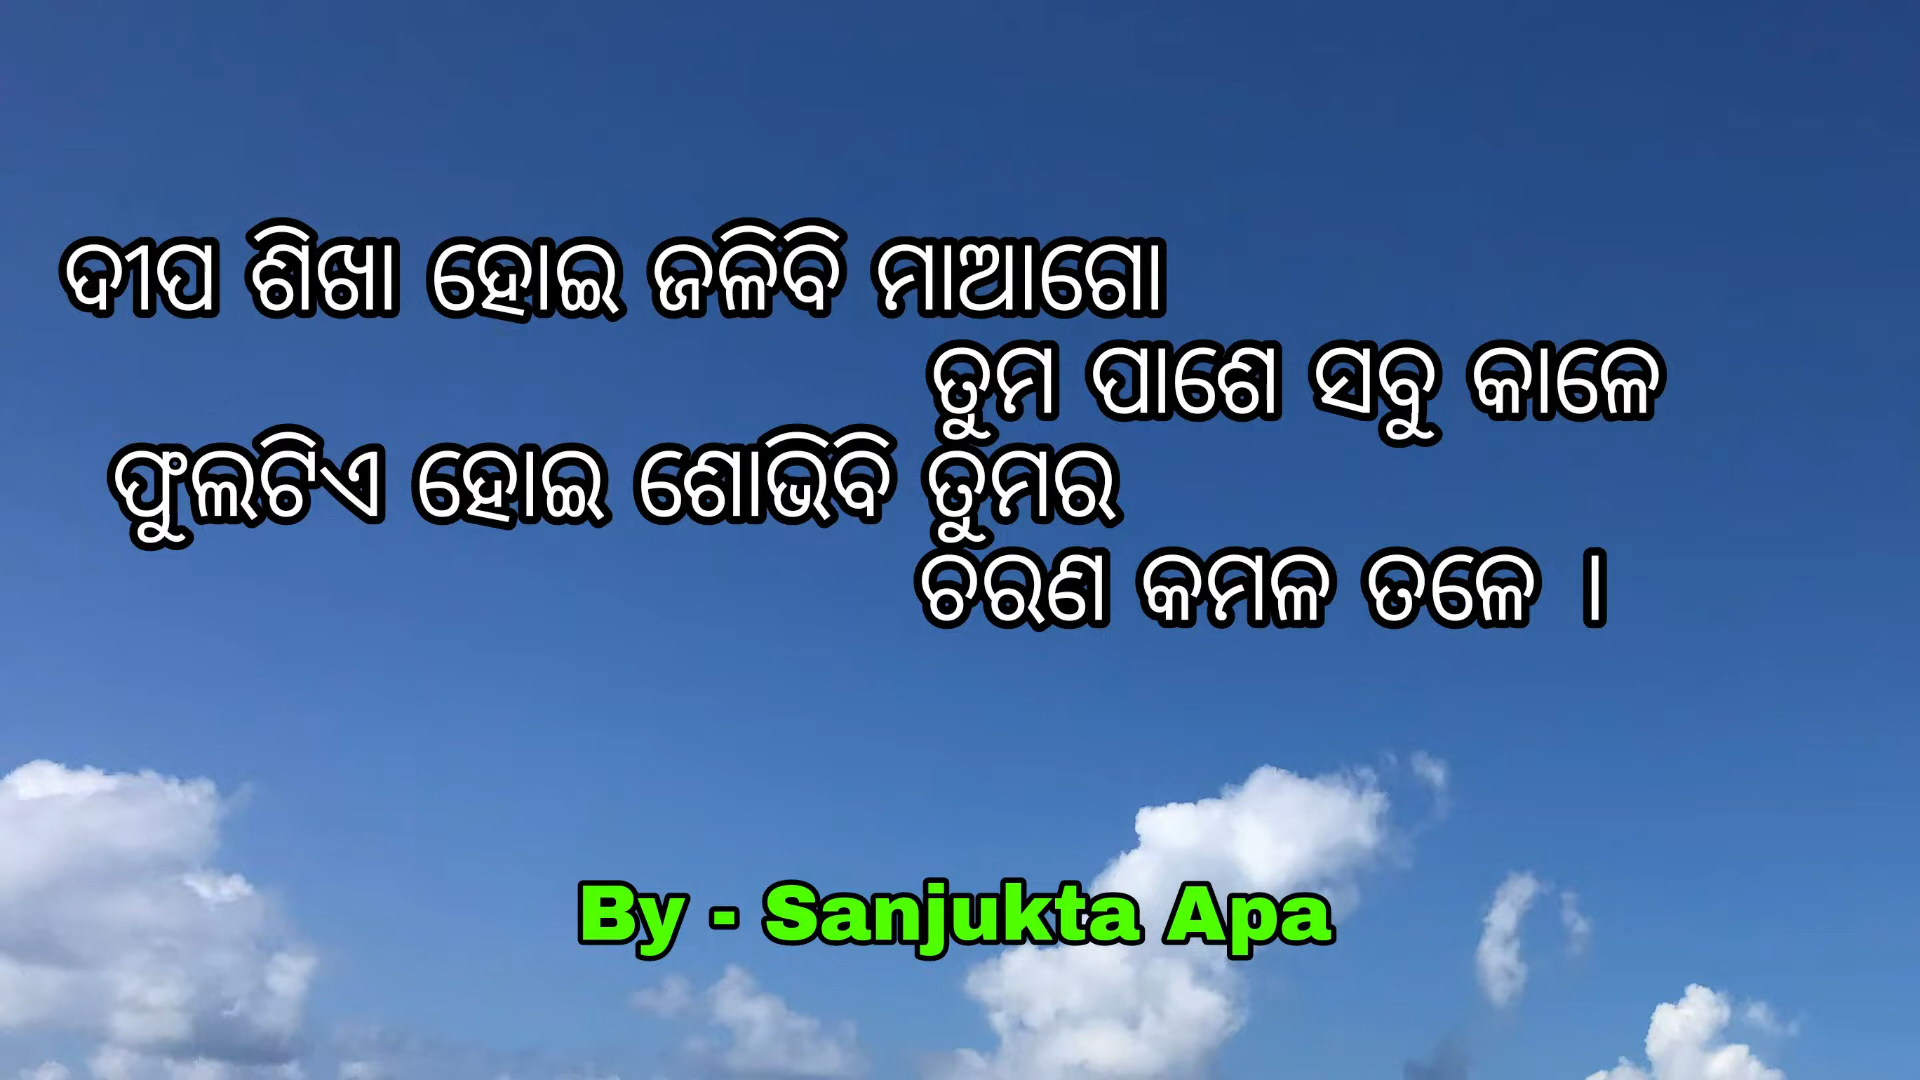 ଦୀପ ଶିଖା ହୋଇ ଜଳିବି ମାଆଗୋ
ତୁମ ପାଶେ ସବୁ କାଳେ
ଫୁଲଟିଏ ହୋଇ ଶୋଭିବି ତୁମର
ଚରଣ କମଳ ତଳେ ।
By - Sanjukta Apa